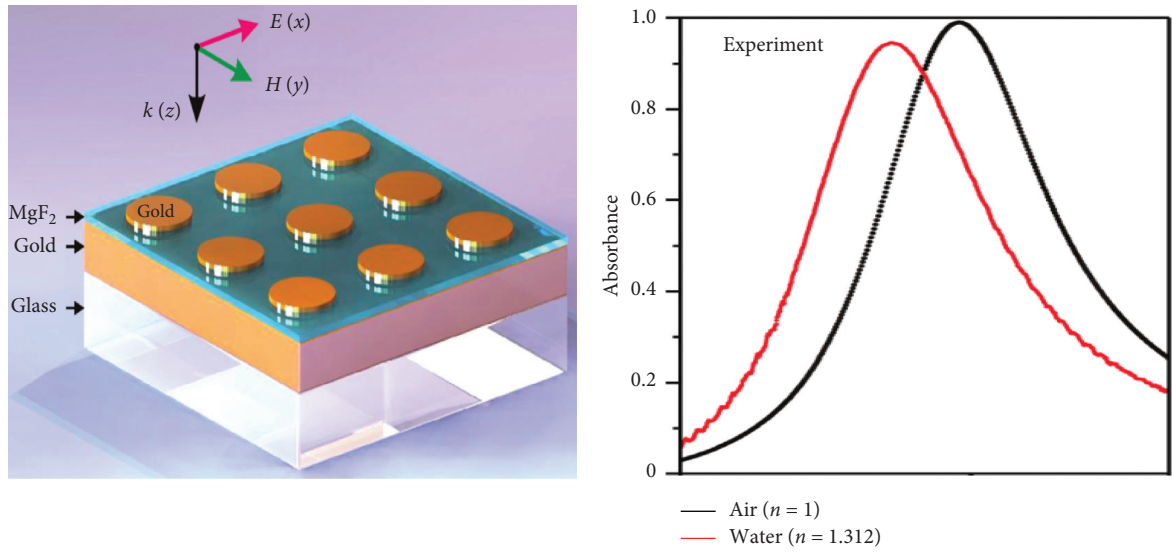 E (x)
H (y)
k (z)
MgF₂
Gold
Gold
Glass
Experiment
Absorbance
1.0
0.8
0.6
0.4
0.2
0
Air (n = 1)
Water (n = 1.312)